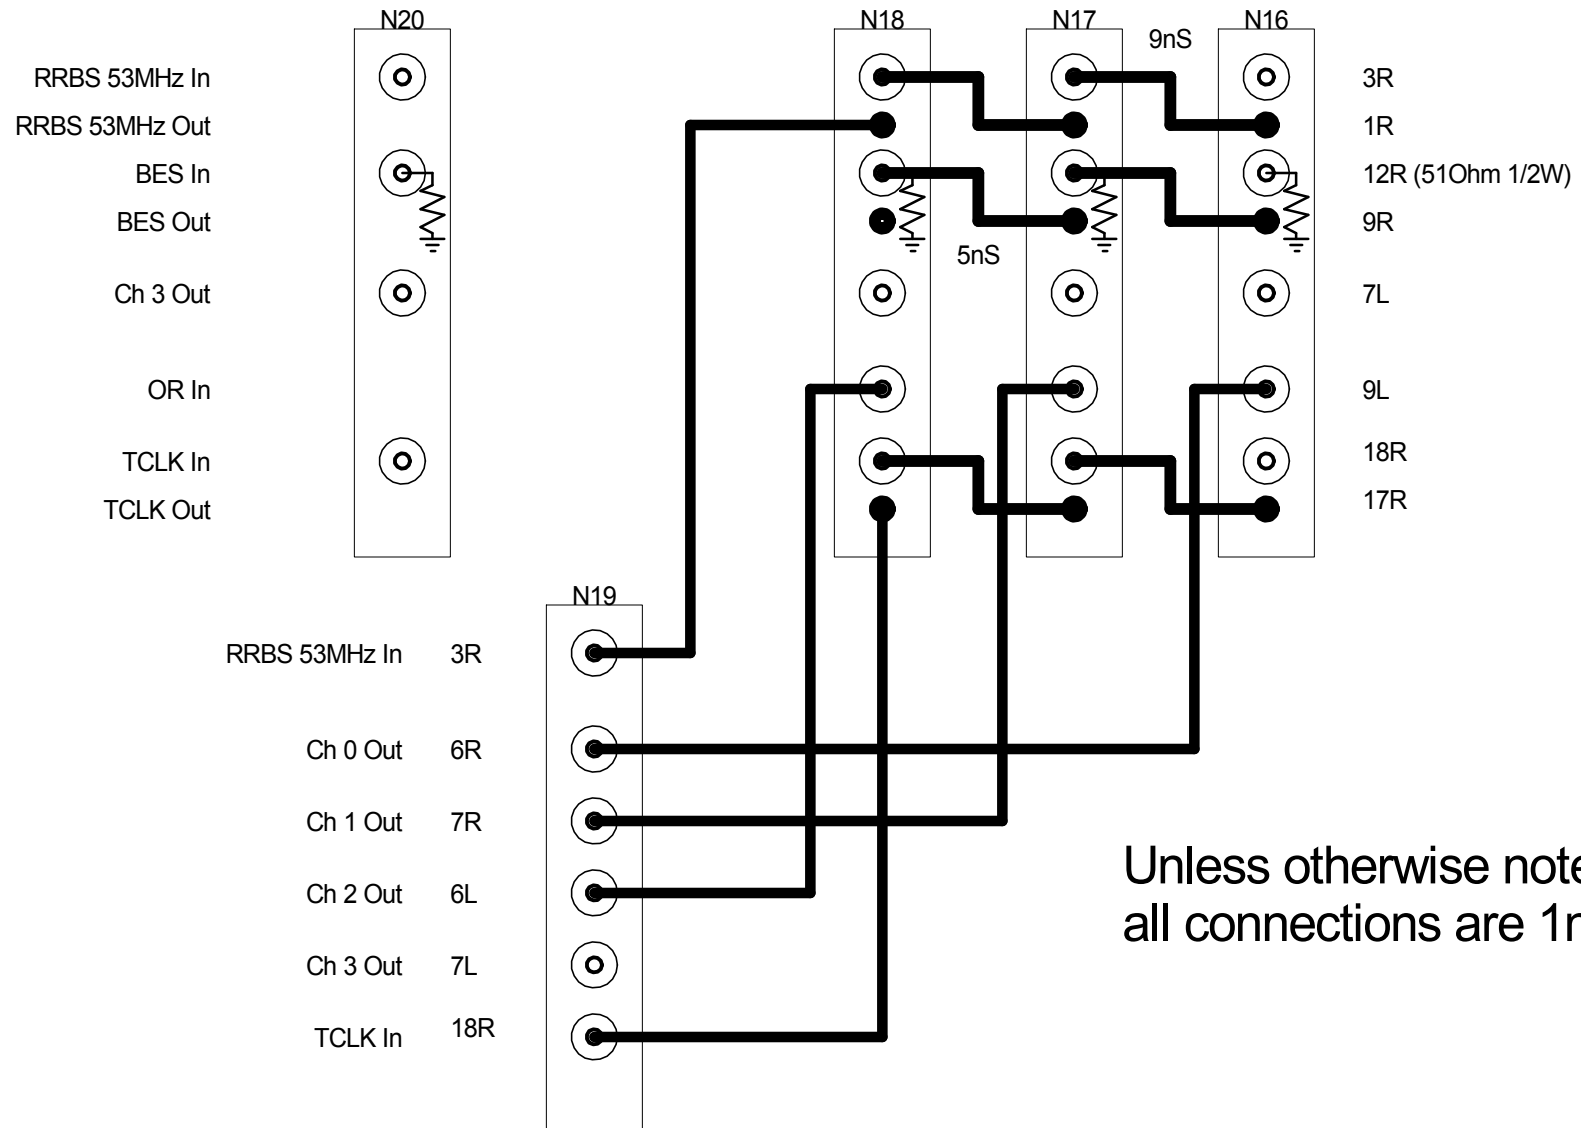 N20 N18 N17 N16
9nS
RRBS 53MHz In 3R
RRBS 53MHz Out 1R
BES In 12R (51Ohm 1/2W)
BES Out 9R
5nS
Ch 3 Out 7L
OR In 9L
TCLK In 18R
TCLK Out 17R
N19
RRBS 53MHz In 3R
Ch 0 Out 6R
Ch 1 Out 7R
Ch 2 Out 6L
Ch 3 Out 7L
TCLK In 18R
Unless otherwise
all connections are